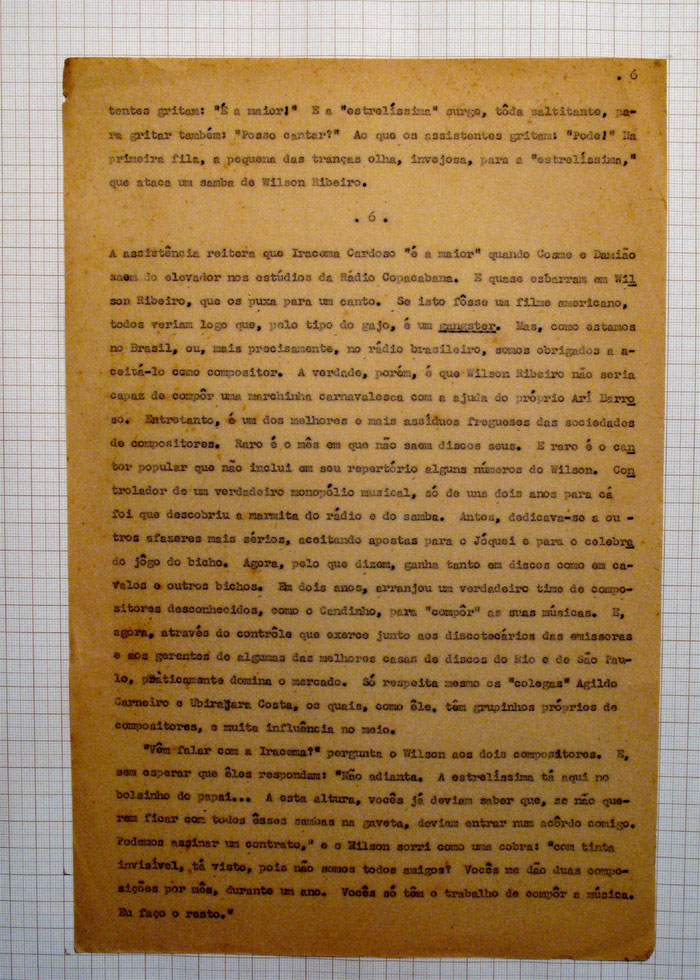 . 6
tentes gritam: "É a maior!"  E a "estrelíssima" surge, tôda saltitante, pa-
ra gritar também: "Posso cantar?"  Ao que os assistentes gritam: "Pode!" Na
primeira fila, a pequena das tranças olha, invejosa, para a "estrelíssima,"
que ataca um samba de Wilson Ribeiro.
. 6 .
A assistência reitera que Iracema Cardoso "é a maior" quando Cosme e Damião
saem do elevador nos estúdios da Rádio Copacabana.  E quase esbarram em Wil
son Ribeiro, que os puxa para um canto.  Se isto fôsse um filme americano,
todos veriam logo que, pelo tipo do gajo, é um gangster.  Mas, como estamos
no Brasil, ou, mais precisamente, no rádio brasileiro, somos obrigados a a-
ceitá-lo como compositor.  A verdade, porém, é que Wilson Ribeiro não seria
capaz de compôr uma marchinha carnavalesca com a ajuda do próprio Arí Barro
so.  Entretanto, é um dos melhores e mais assíduos fregueses das sociedades
de compositores.  Raro é o mês em que não saem discos seus.  E raro é o can
tor popular que não inclui em seu repertório alguns números do Wilson.  Con
trolador de um verdadeiro monopólio musical, só de uns dois anos para cá
foi que descobriu a marmita do rádio e do samba.  Antes, dedicava-se a ou -
tros afazeres mais sérios, aceitando apostas para o Jóquei e para o celebra
do jôgo do bicho.  Agora, pelo que dizem, ganha tanto em discos como em ca-
valos e outros bichos.  Em dois anos, arranjou um verdadeiro time de compo-
sitores desconhecidos, como o Candinho, para "compôr" as suas músicas.  E,
agora, através do contrôle que exerce junto aos discotecários das emissoras
e aos gerentes de algumas das melhores casas de discos do Rio e de São Pau-
lo, práticamente domina o mercado.  Só respeita mesmo os "colegas" Agildo
Carneiro e Ubirajara Costa, os quais, como êle, têm grupinhos próprios de
compositores, e muita influência no meio.
"Vêm falar com a Iracema?" pergunta o Wilson aos dois compositores.  E,
sem esperar que êles respondam: "Não adianta.  A estrelíssima tá aqui no
bolsinho do papai...  A esta altura, vocês já deviam saber que, se não que-
rem ficar com todos êsses sambas na gaveta, deviam entrar num acôrdo comigo.
Podemos assinar um contrato," e o Wilson sorri como uma cobra: "com tinta
invisível, tá visto, pois não somos todos amigos?  Vocês me dão duas compo-
sições por mês, durante um ano.  Vocês só têm o trabalho de compôr a música.
Eu faço o resto."